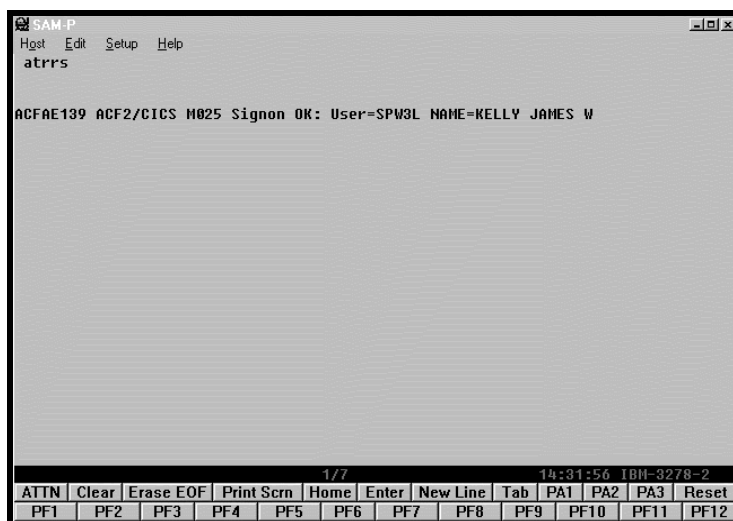 SAM-P
Host Edit Setup Help
atrrs
ACFAE139 ACF2/CICS M025 Signon OK: User=SPW3L NAME=KELLY JAMES W
1/7 14:31:56 IBM-3278-2
ATTN Clear Erase EOF Print Scrn Home Enter New Line Tab PA1 PA2 PA3 Reset
PF1 PF2 PF3 PF4 PF5 PF6 PF7 PF8 PF9 PF10 PF11 PF12